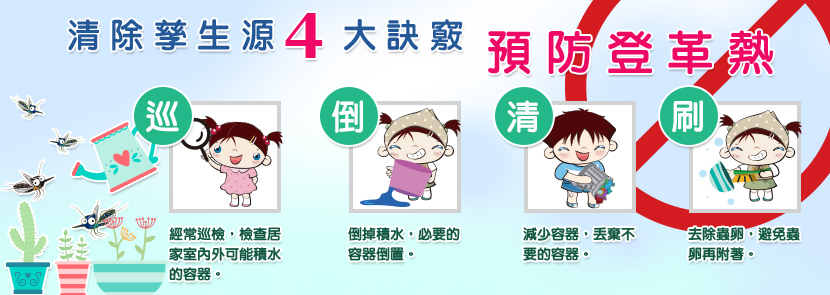 清除孳生源4大訣竅
預防登革熱
巡
經常巡檢，檢查居
家室內外可能積水
的容器。
倒
倒掉積水，必要的
容器倒置。
清
減少容器，丟棄不
要的容器。
刷
去除蟲卵，避免蟲
卵再附著。